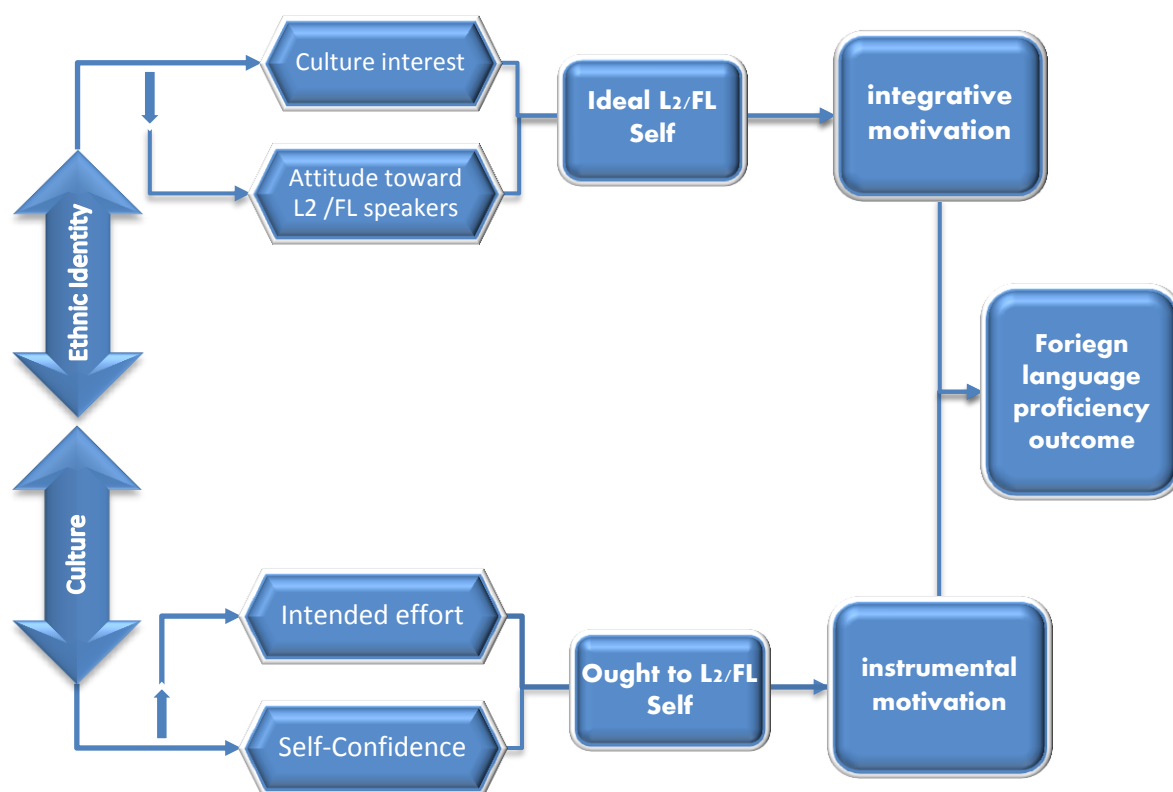 Culture interest
Attitude toward
L2 /FL speakers
Ideal L2/FL
Self
integrative
motivation
Ethnic Identity
Foriegn
language
proficiency
outcome
Culture
Intended effort
Self-Confidence
Ought to L2/FL
Self
instrumental
motivation